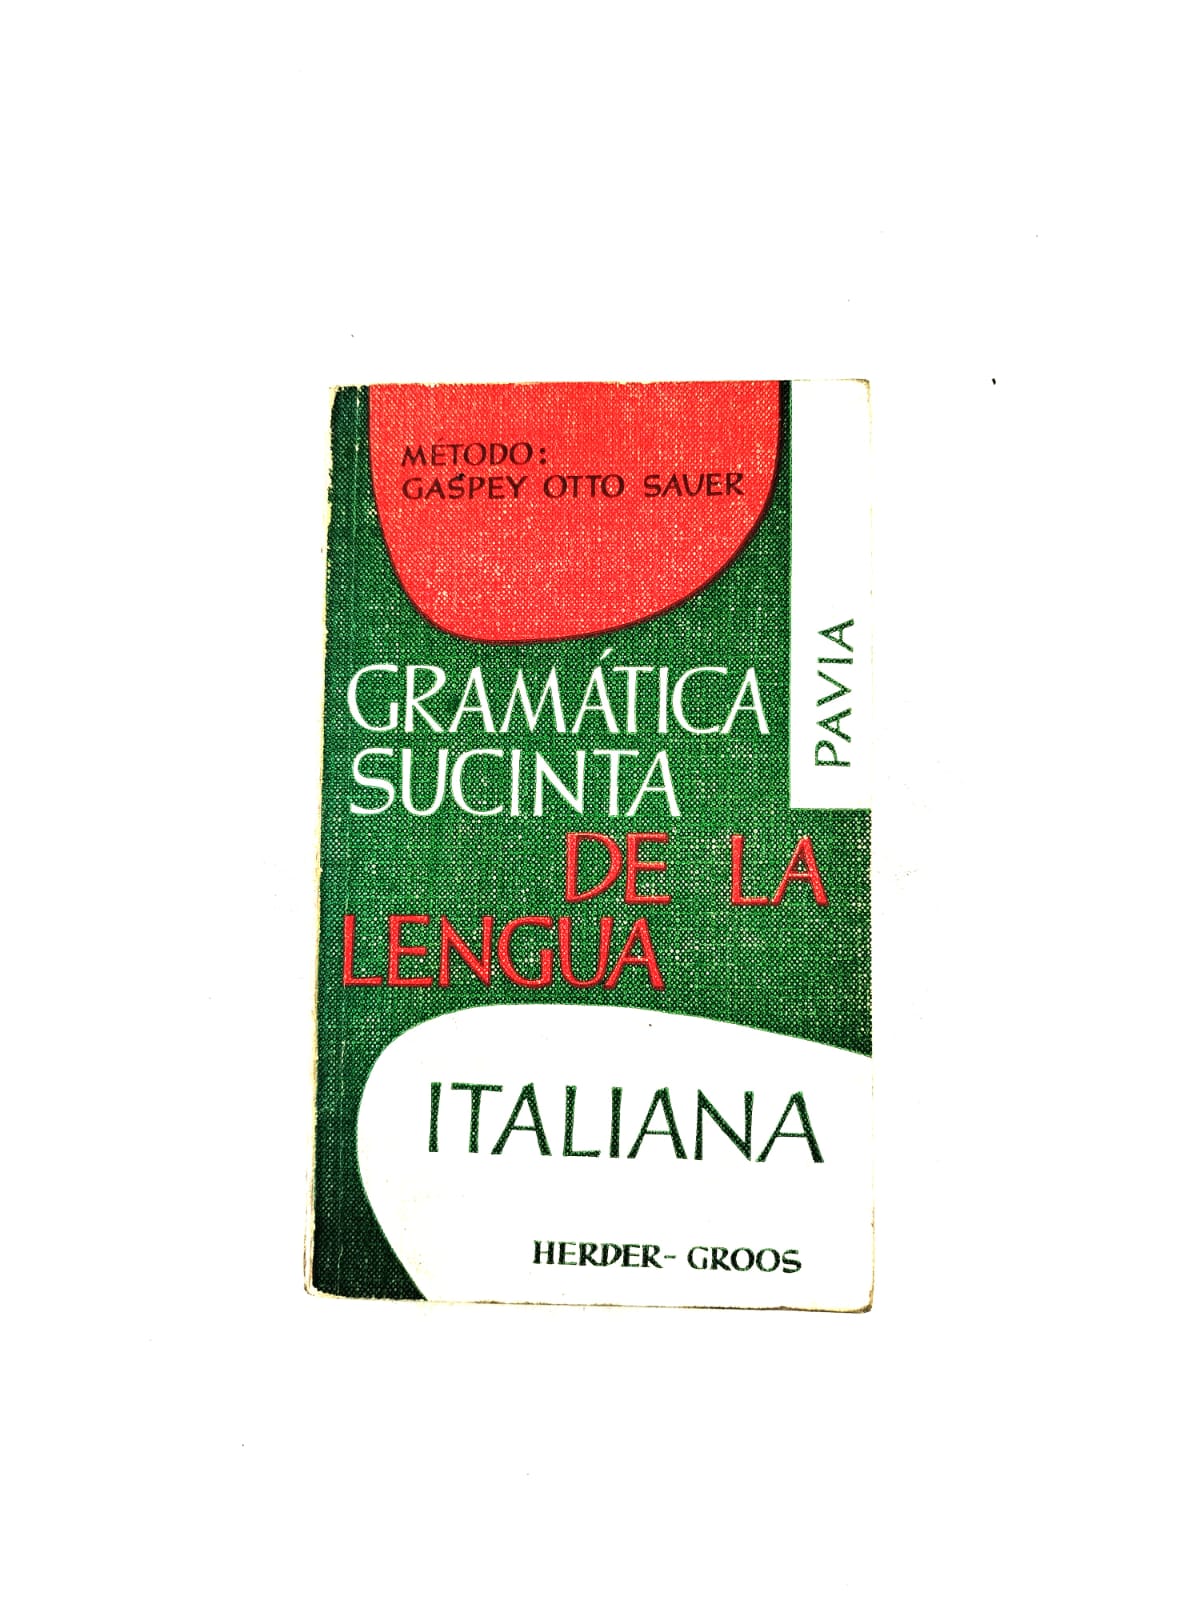 MÉTODO:
GASPEY OTTO SAUER
PAVIA
GRAMÁTICA
SUCINTA
DE LA
LENGUA
ITALIANA
HERDER-GROOS